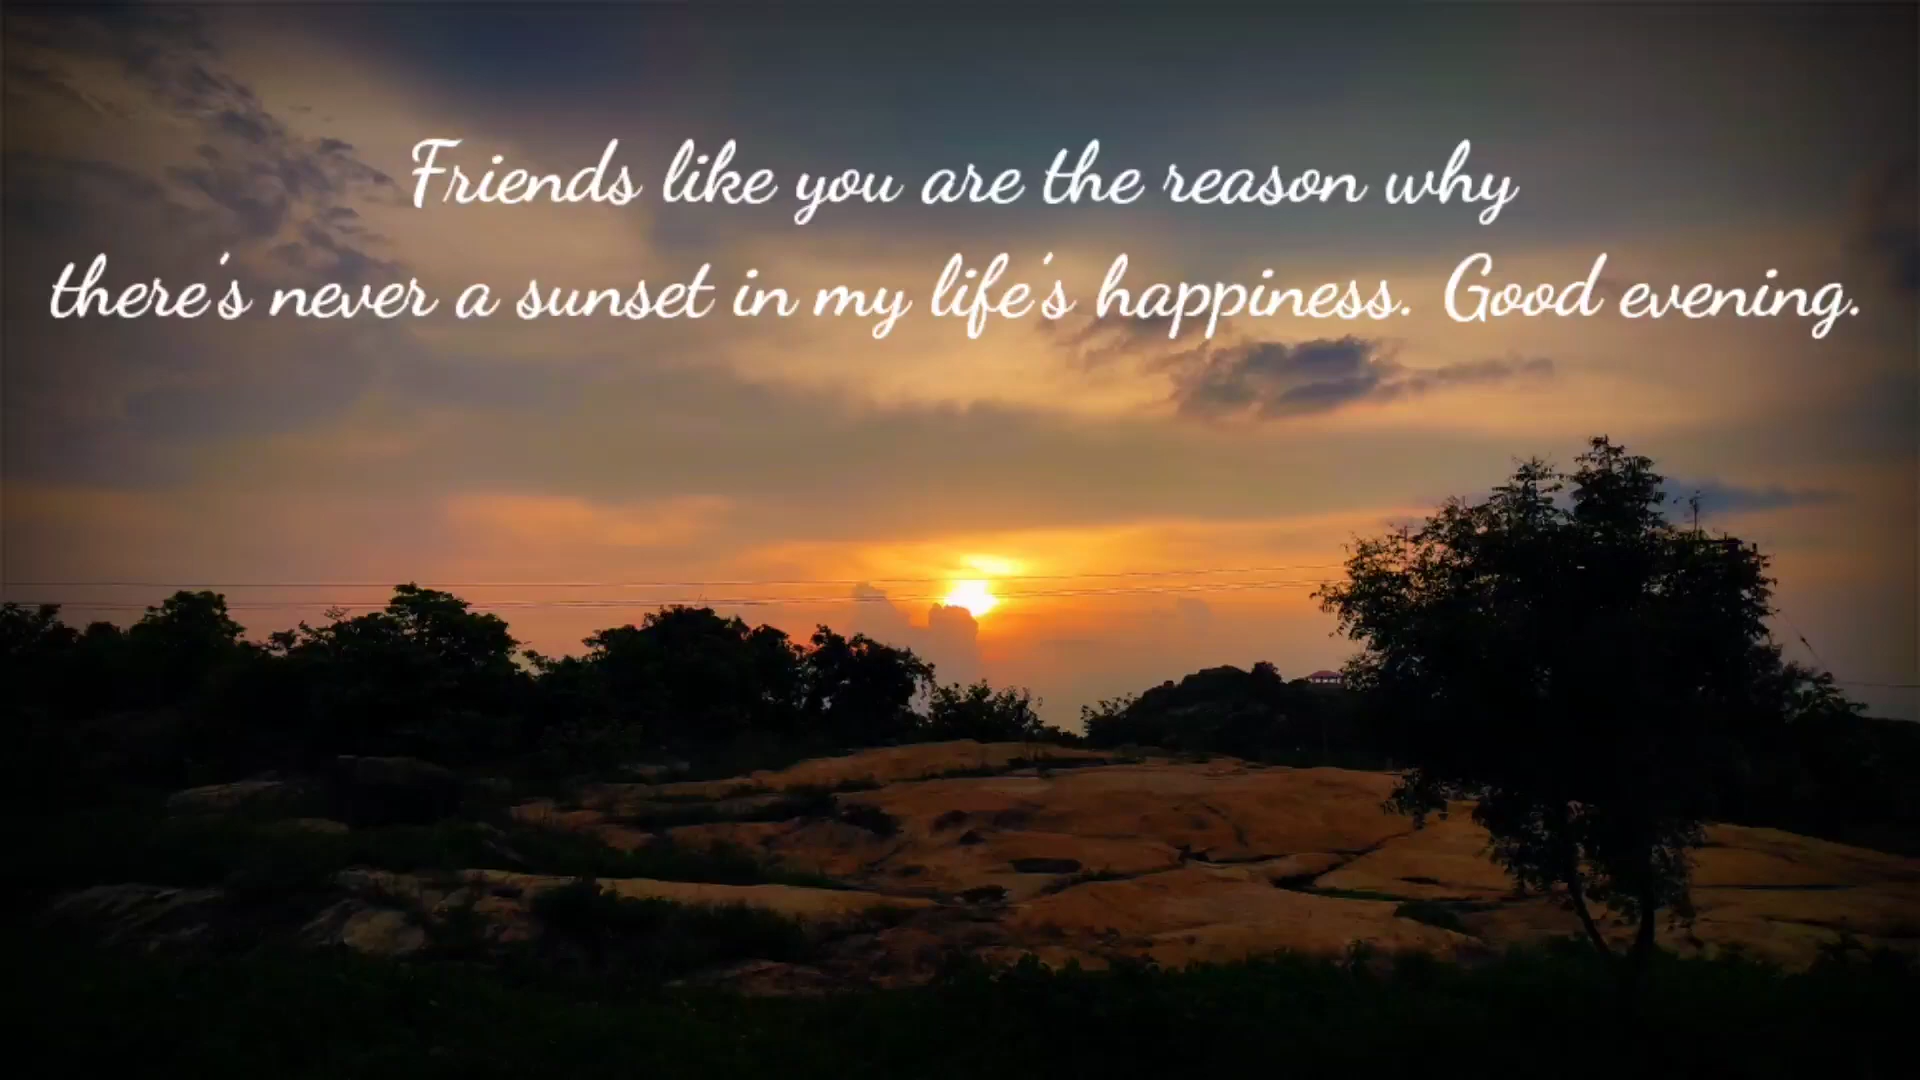 Friends like you are the reason why
there's never a sunset in my life's happiness. Good evening.